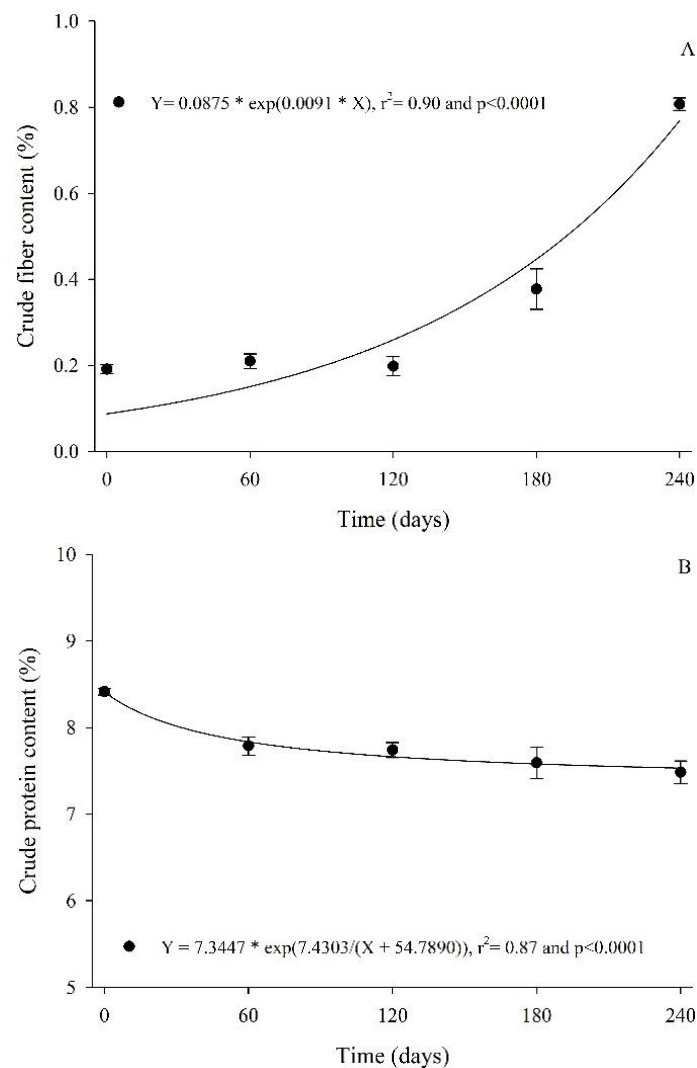 1.0
A
Y= 0.0875 * exp(0.0091 * X), r²= 0.90 and p<0.0001
0.8
0.6
0.4
0.2
0.0
Crude fiber content (%)
0 60 120 180 240
Time (days)
10
B
9
8
7
6
Y = 7.3447 * exp(7.4303/(X + 54.7890)), r²= 0.87 and p<0.0001
5
Crude protein content (%)
0 60 120 180 240
Time (days)